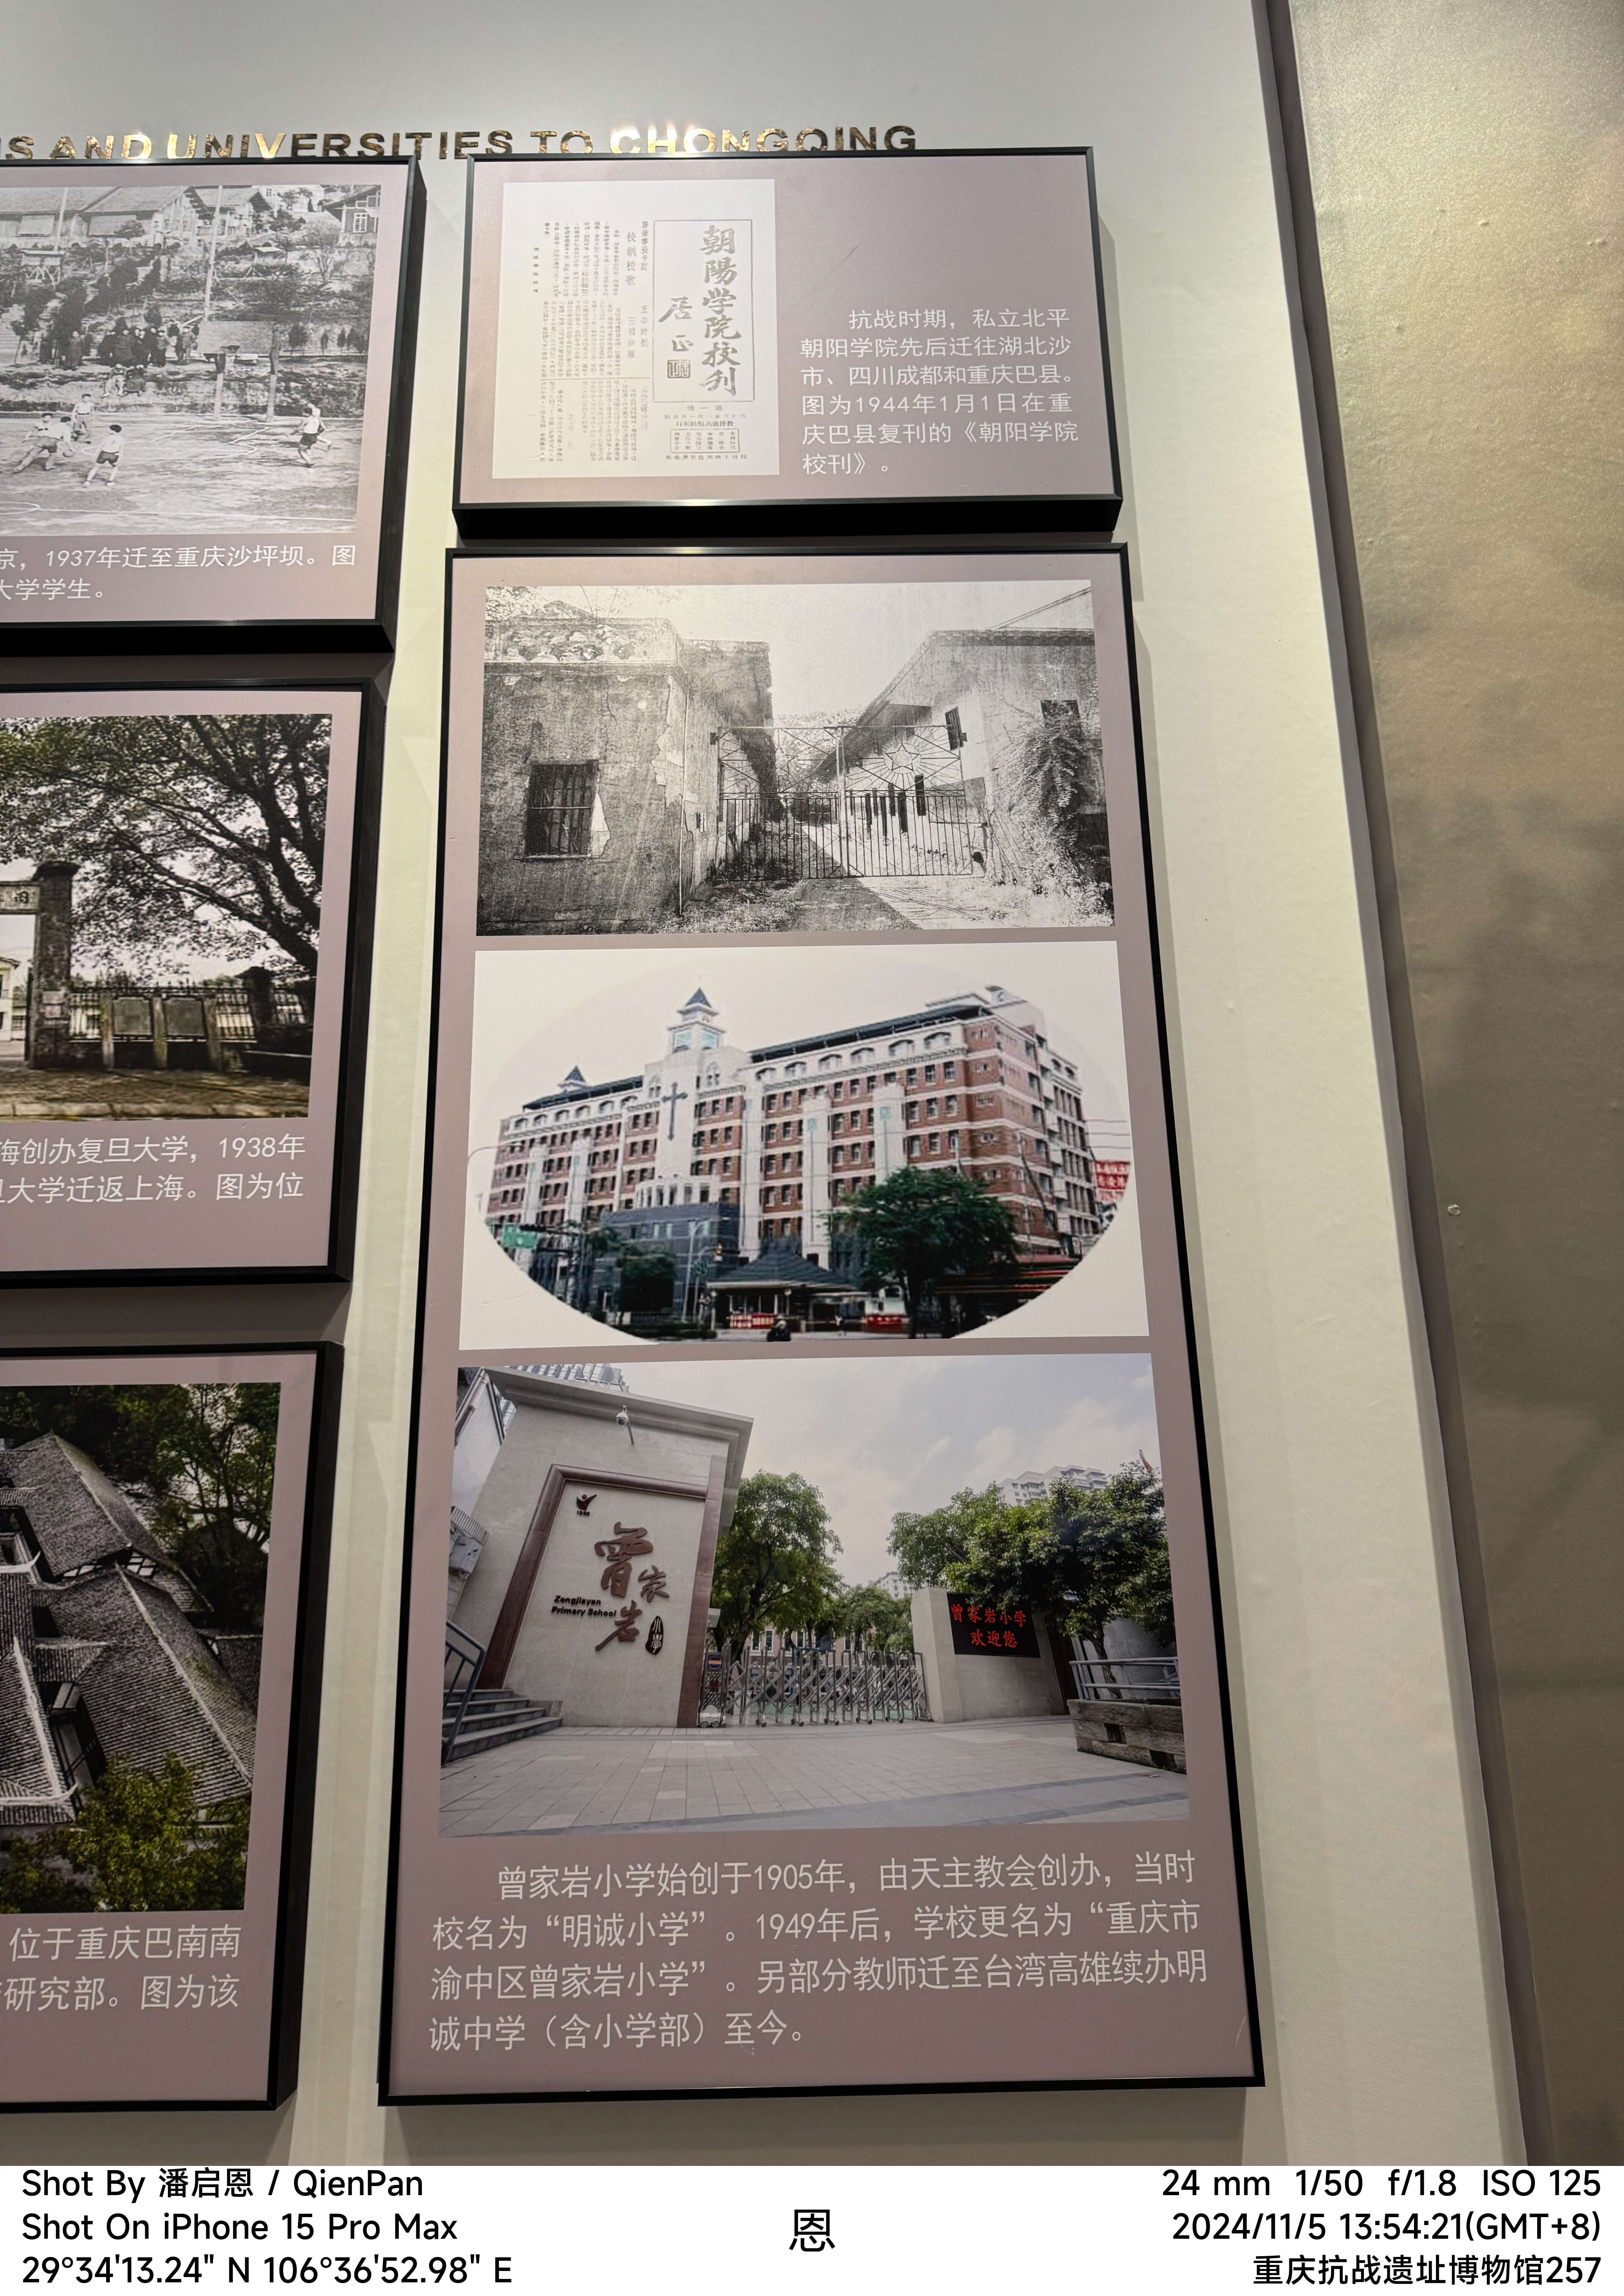 S AND UNIVERSITIES TO CHONGQING
朝陽学院校刋
居正
抗战时期，私立北平
朝阳学院先后迁往湖北沙
市、四川成都和重庆巴县。
图为1944年1月1日在重
庆巴县复刊的《朝阳学院
校刊》。
京，1937年迁至重庆沙坪坝。图
大学学生。
海创办复旦大学，1938年
旦大学迁返上海。图为位
位于重庆巴南南
研究部。图为该
曾家岩
小学
Zengjiayan
Primary School
曾家岩小学
欢迎您
曾家岩小学始创于1905年，由天主教会创办，当时
校名为“明诚小学”。1949年后，学校更名为“重庆市
渝中区曾家岩小学”。另部分教师迁至台湾高雄续办明
诚中学（含小学部）至今。
Shot By 潘启恩 / QienPan
Shot On iPhone 15 Pro Max
29°34'13.24" N 106°36'52.98" E
恩
24 mm 1/50 f/1.8 ISO 125
2024/11/5 13:54:21(GMT+8)
重庆抗战遗址博物馆257